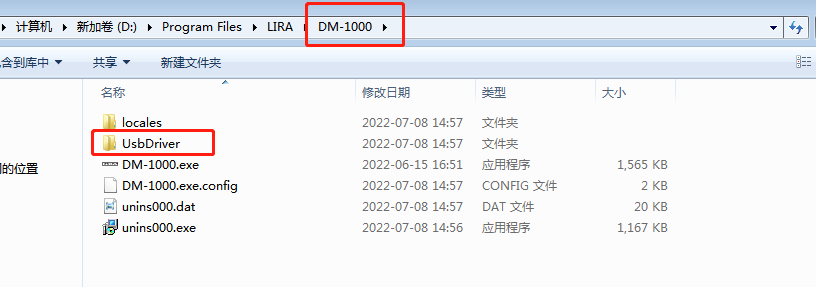 计算机 新加卷 (D:) Program Files LIRA DM-1000
含到库中 共享 新建文件夹
名称 修改日期 类型 大小
locales 2022-07-08 14:57 文件夹
UsbDriver 2022-07-08 14:57 文件夹
DM-1000.exe 2022-06-15 16:51 应用程序 1,565 KB
的位置
DM-1000.exe.config 2022-07-08 14:57 CONFIG 文件 2 KB
unins000.dat 2022-07-08 14:57 DAT 文件 20 KB
unins000.exe 2022-07-08 14:56 应用程序 1,167 KB